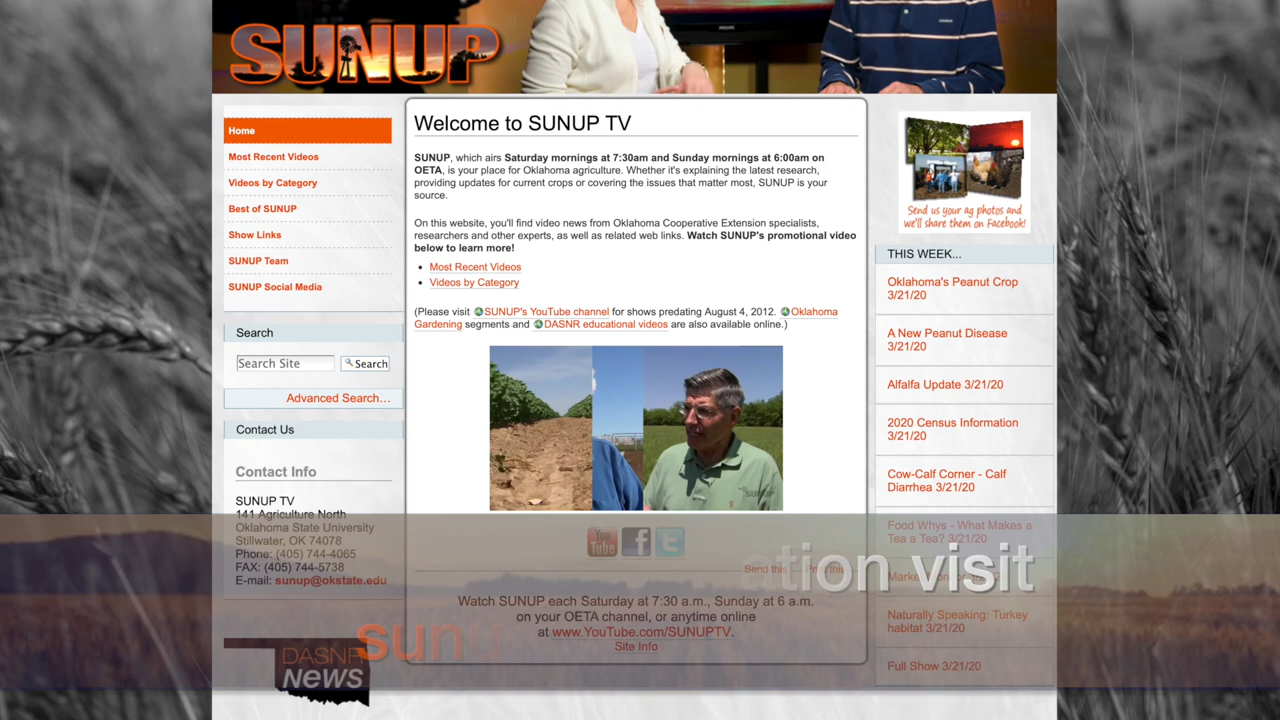 SUNUP
PHILIPS
Home
Most Recent Videos
Videos by Category
Best of SUNUP
Show Links
SUNUP Team
SUNUP Social Media
Search
Search Site
Search
Advanced Search…
Contact Us
Contact Info
SUNUP TV
141 Agriculture North
Oklahoma State University
Stillwater, OK 74078
Phone: (405) 744-4065
FAX: (405) 744-5738
E-mail: sunup@okstate.edu
DASNR
News
Welcome to SUNUP TV
SUNUP, which airs Saturday mornings at 7:30am and Sunday mornings at 6:00am on
OETA, is your place for Oklahoma agriculture. Whether it's explaining the latest research,
providing updates for current crops or covering the issues that matter most, SUNUP is your
source.
On this website, you'll find video news from Oklahoma Cooperative Extension specialists,
researchers and other experts, as well as related web links. Watch SUNUP's promotional video
below to learn more!
Most Recent Videos
Videos by Category
(Please visit SUNUP's YouTube channel for shows predating August 4, 2012. Oklahoma
Gardening segments and DASNR educational videos are also available online.)
SUNUP
You
Tube
Send this
ation visit
Watch SUNUP each Saturday at 7:30 a.m., Sunday at 6 a.m.
on your OETA channel, or anytime online
at www.YouTube.com/SUNUPTV.
Site Info
sunu
Send us your ag photos and
we'll share them on Facebook!
THIS WEEK...
Oklahoma's Peanut Crop
3/21/20
A New Peanut Disease
3/21/20
Alfalfa Update 3/21/20
2020 Census Information
3/21/20
Cow-Calf Corner - Calf
Diarrhea 3/21/20
Food Whys - What Makes a
Tea a Tea? 3/21/20
Naturally Speaking: Turkey
habitat 3/21/20
Full Show 3/21/20